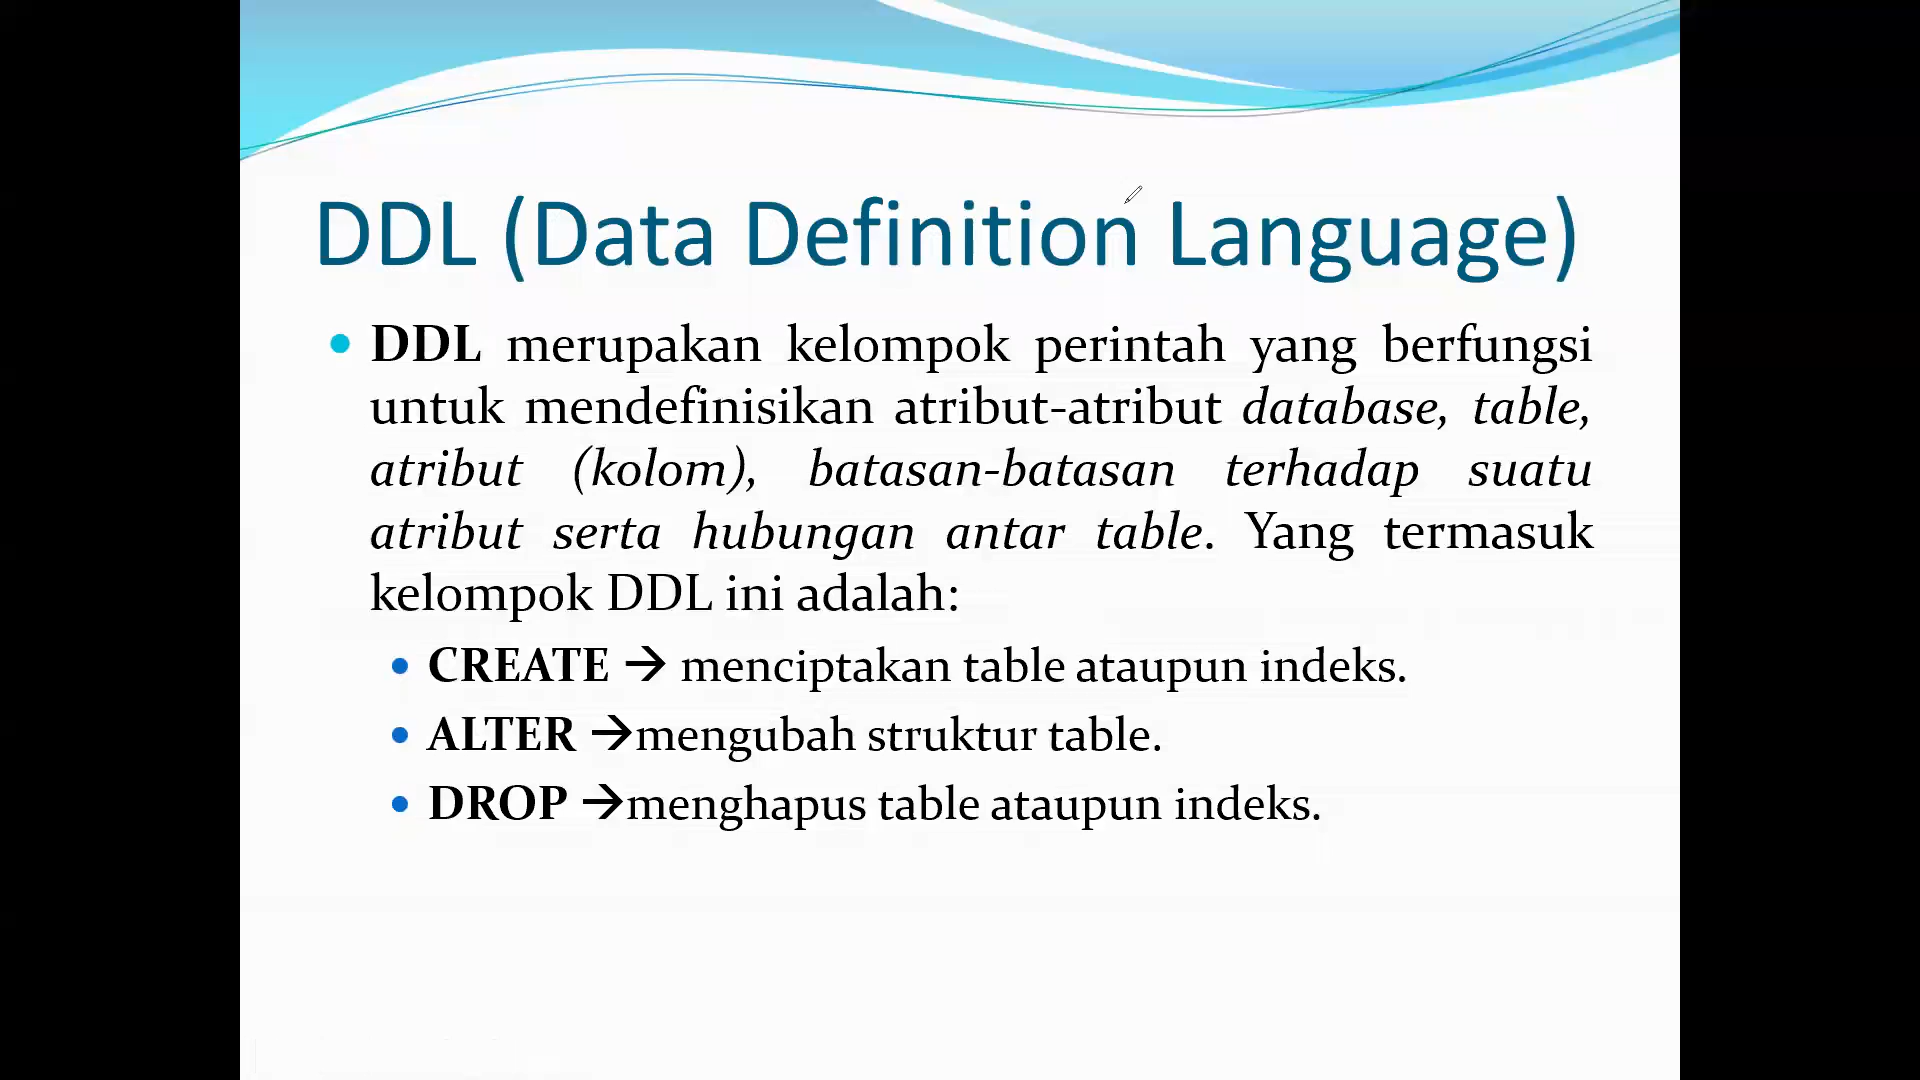 DDL (Data Definition Language)
• DDL merupakan kelompok perintah yang berfungsi
untuk mendefinisikan atribut-atribut database, table,
atribut (kolom), batasan-batasan terhadap suatu
atribut serta hubungan antar table. Yang termasuk
kelompok DDL ini adalah:
• CREATE → menciptakan table ataupun indeks.
• ALTER →mengubah struktur table.
• DROP →menghapus table ataupun indeks.